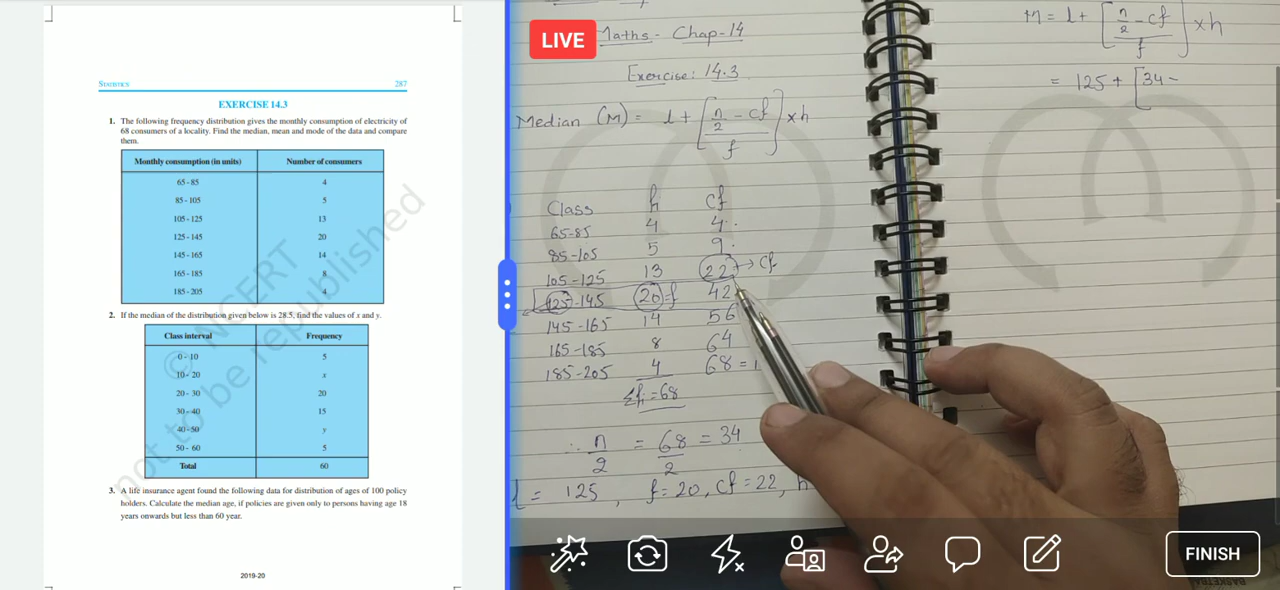 STATISTICS 287
EXERCISE 14.3
1. The following frequency distribution gives the monthly consumption of electricity of
68 consumers of a locality. Find the median, mean and mode of the data and compare
them.
Monthly consumption (in units) Number of consumers
65 - 85 4
85 - 105 5
105 - 125 13
125 - 145 20
145 - 165 14
165 - 185 8
185 - 205 4
2. If the median of the distribution given below is 28.5, find the values of x and y.
Class interval Frequency
0 - 10 5
10 - 20 x
20 - 30 20
30 - 40 15
40 - 50 y
50 - 60 5
Total 60
3. A life insurance agent found the following data for distribution of ages of 100 policy
holders. Calculate the median age, if policies are given only to persons having age 18
years onwards but less than 60 year.
2019-20
© NCERT
not to be republished
LIVE
Maths - Chap-14
Exercise: 14.3
Median (M) = l + [n/2 - cf / f] x h
Class fi cf
65-85 4 4
85-105 5 9
105-125 13 22 → cf
125-145 20 = f 42
145-165 14 56
165-185 8 64
185-205 4 68 =
Σfi = 68
∴ n/2 = 68/2 = 34
l = 125, f = 20, cf = 22, h
M = l + [n/2 - cf / f] x h
= 125 + [34 -
FINISH